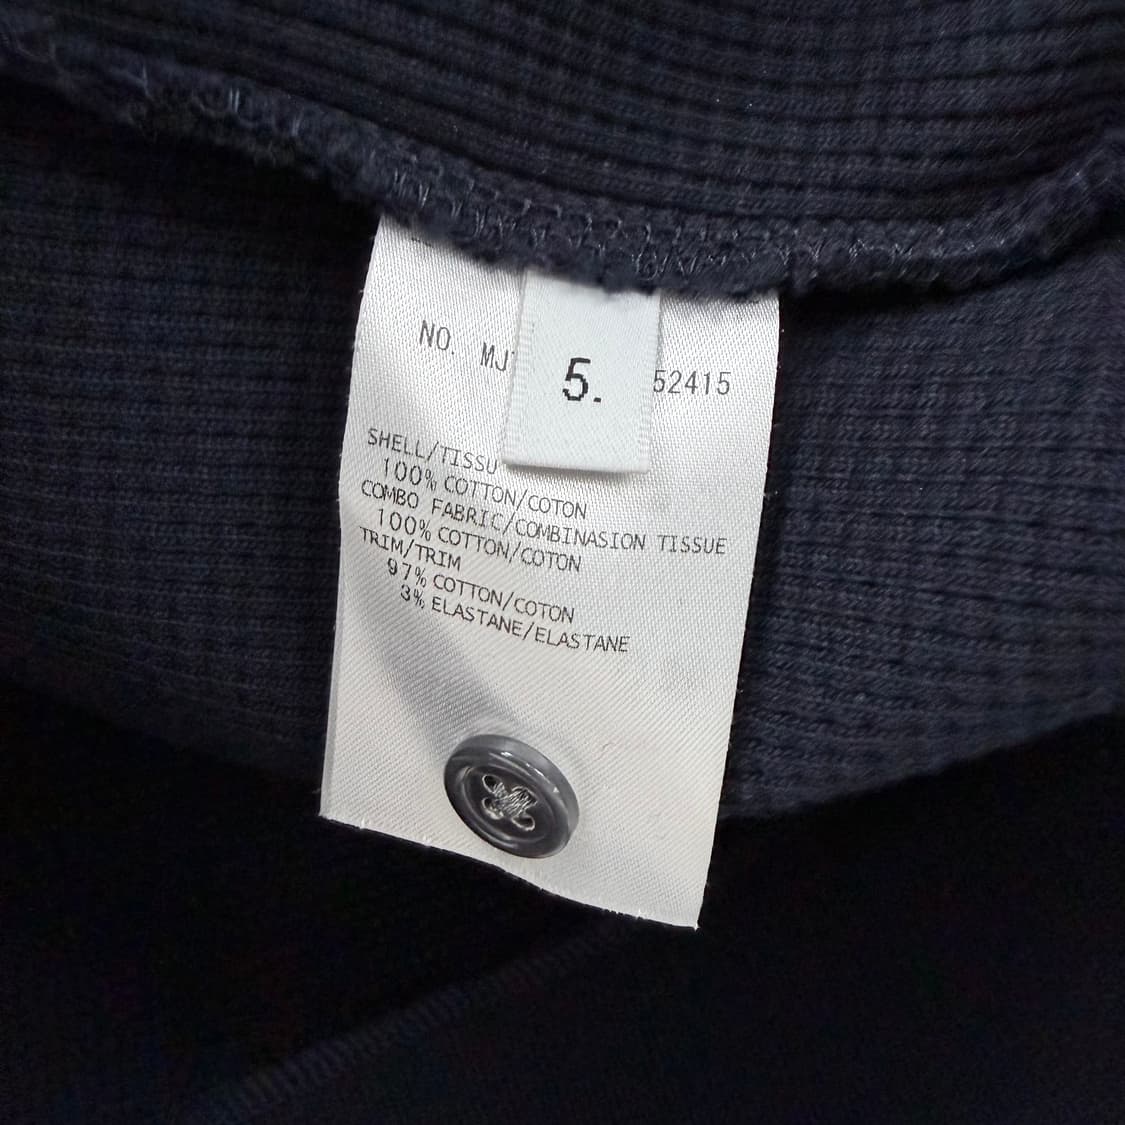 NO. MJ
52415
5.
SHELL/TISSU
100% COTTON/COTON
COMBO FABRIC/COMBINASION TISSUE
100% COTTON/COTON
TRIM/TRIM
97% COTTON/COTON
3% ELASTANE/ELASTANE